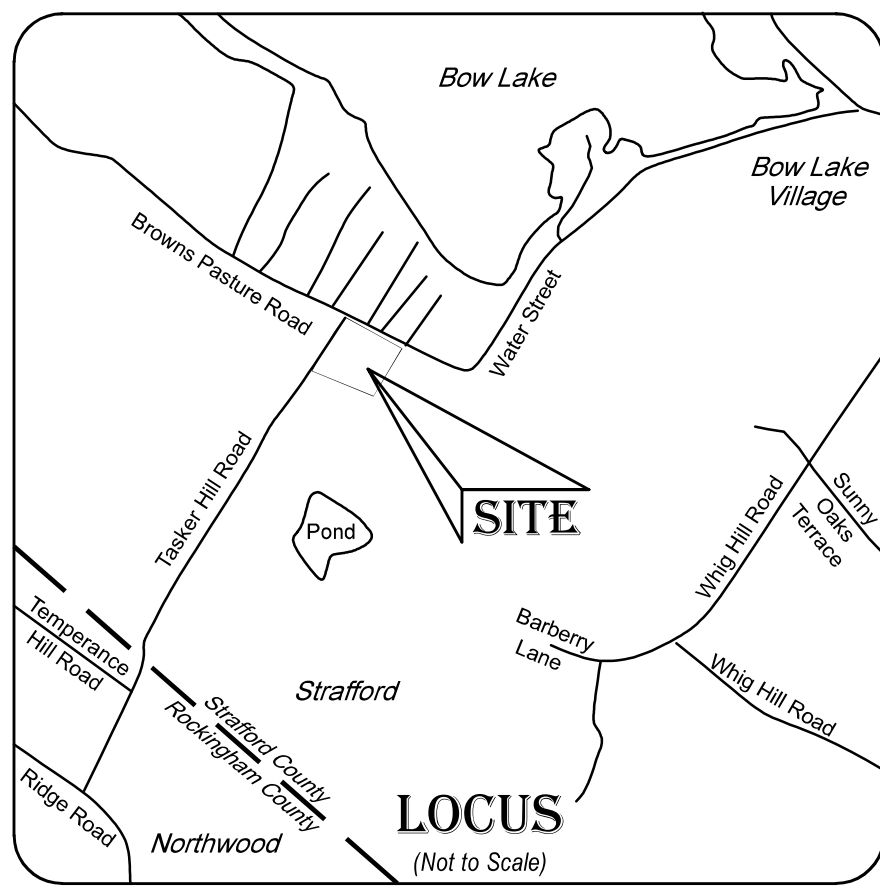 Bow Lake
Bow Lake
Village
Browns Pasture Road
Water Street
Tasker Hill Road
SITE
Pond
Whig Hill Road
Sunny
Oaks
Terrace
Temperance
Hill Road
Barberry
Lane
Whig Hill Road
Strafford
Strafford County
Rockingham County
Ridge Road
Northwood
LOCUS
(Not to Scale)